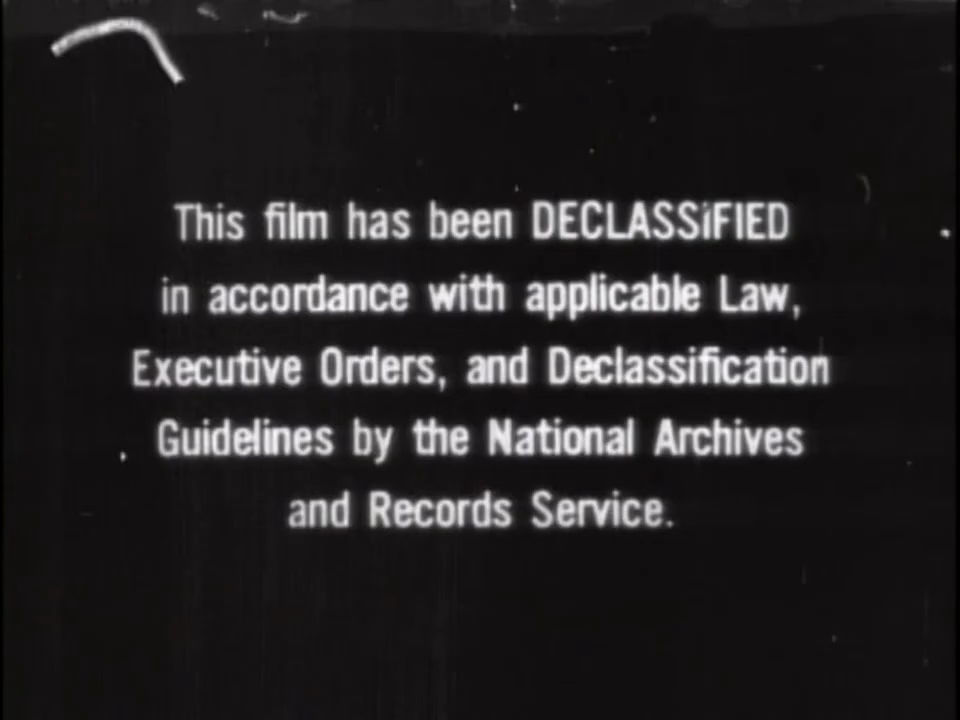 This film has been DECLASSiFIED
in accordance with applicable Law,
Executive Orders, and Declassification
Guidelines by the National Archives
and Records Service.